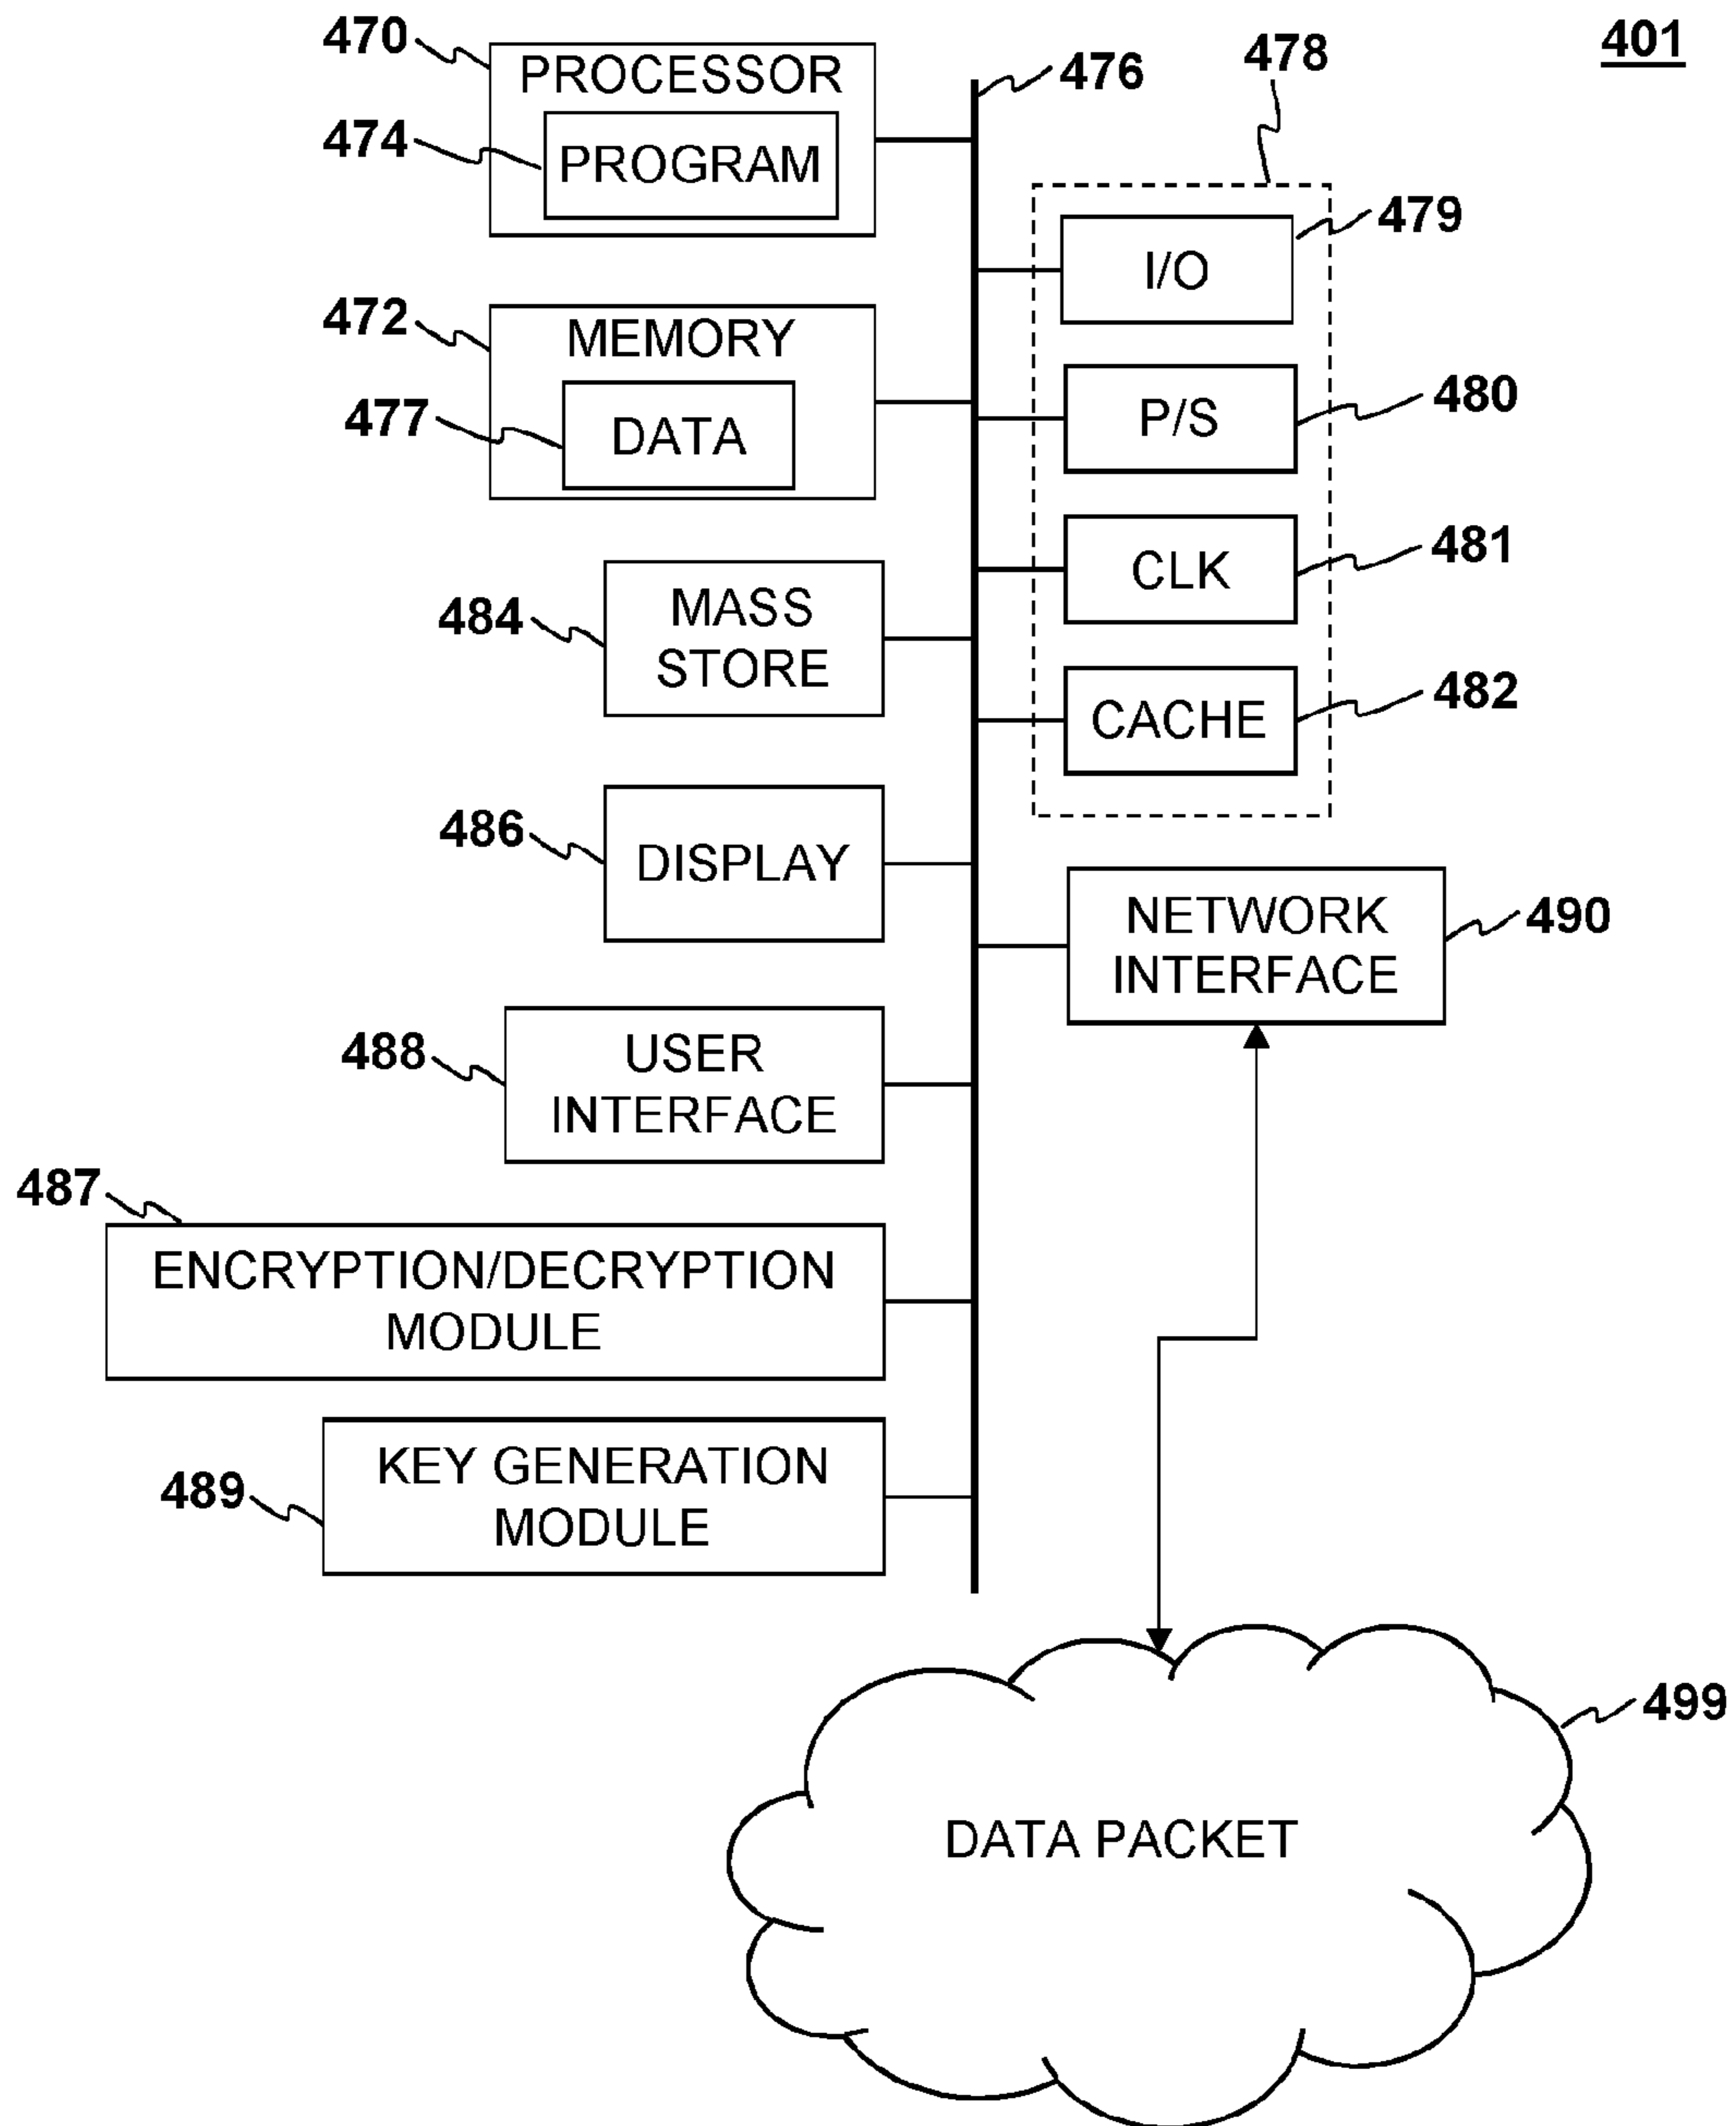 401
470
PROCESSOR
474
PROGRAM
476
478
479
I/O
472
MEMORY
477
DATA
P/S
480
CLK
481
484
MASS
STORE
CACHE
482
486
DISPLAY
NETWORK
INTERFACE
490
488
USER
INTERFACE
487
ENCRYPTION/DECRYPTION
MODULE
489
KEY GENERATION
MODULE
499
DATA PACKET